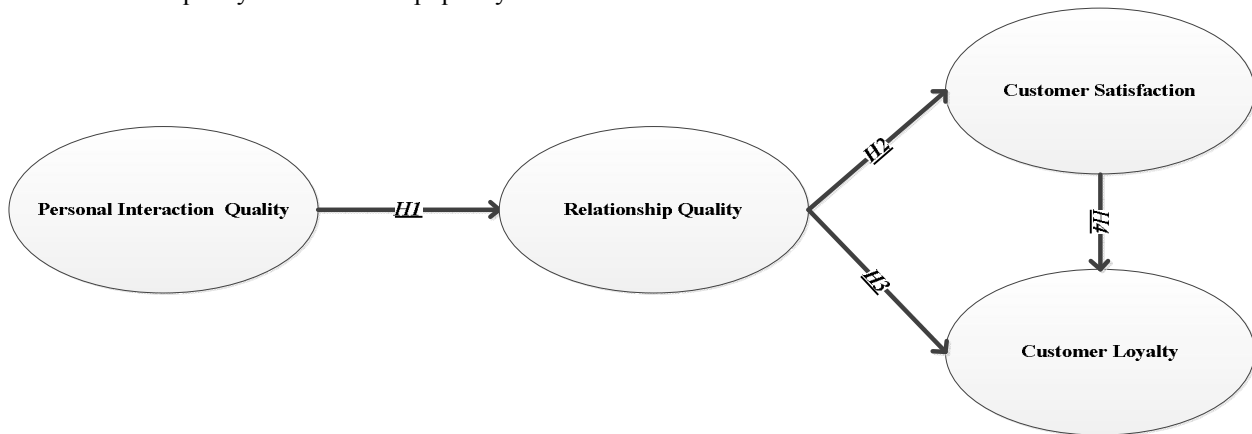 Customer Satisfaction
H2
Personal Interaction Quality
H1
Relationship Quality
H4
H3
Customer Loyalty